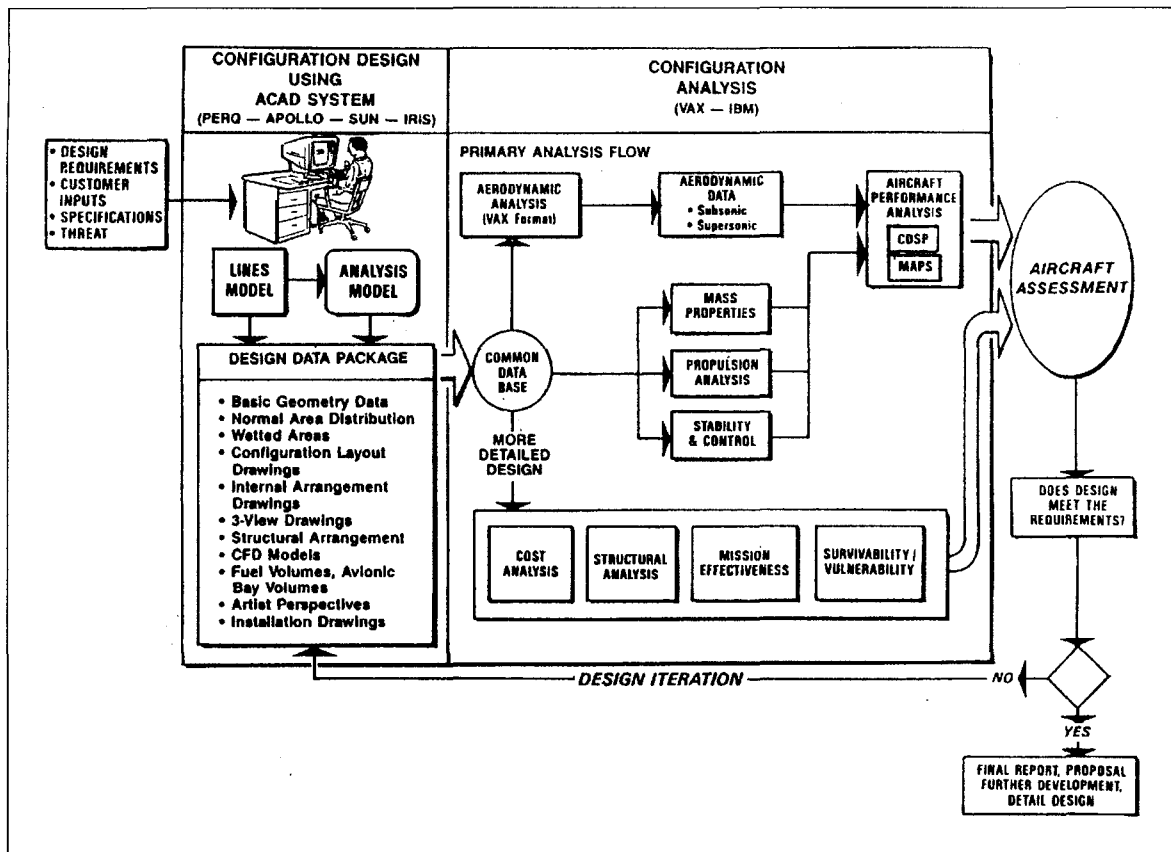 CONFIGURATION DESIGN
USING
ACAD SYSTEM
(PERQ — APOLLO — SUN — IRIS)
CONFIGURATION
ANALYSIS
(VAX — IBM)
• DESIGN
REQUIREMENTS
• CUSTOMER
INPUTS
• SPECIFICATIONS
• THREAT
LINES
MODEL
ANALYSIS
MODEL
DESIGN DATA PACKAGE
• Basic Geometry Data
• Normal Area Distribution
• Wetted Areas
• Configuration Layout
Drawings
• Internal Arrangement
Drawings
• 3-View Drawings
• Structural Arrangement
• CFD Models
• Fuel Volumes, Avionic
Bay Volumes
• Artist Perspectives
• Installation Drawings
PRIMARY ANALYSIS FLOW
AERODYNAMIC
ANALYSIS
(VAX Format)
AERODYNAMIC
DATA
• Subsonic
• Supersonic
AIRCRAFT
PERFORMANCE
ANALYSIS
CDSP
MAPS
COMMON
DATA
BASE
MASS
PROPERTIES
PROPULSION
ANALYSIS
STABILITY
& CONTROL
MORE
DETAILED
DESIGN
COST
ANALYSIS
STRUCTURAL
ANALYSIS
MISSION
EFFECTIVENESS
SURVIVABILITY /
VULNERABILITY
AIRCRAFT
ASSESSMENT
DOES DESIGN
MEET THE
REQUIREMENTS?
NO
DESIGN ITERATION
YES
FINAL REPORT, PROPOSAL
FURTHER DEVELOPMENT,
DETAIL DESIGN